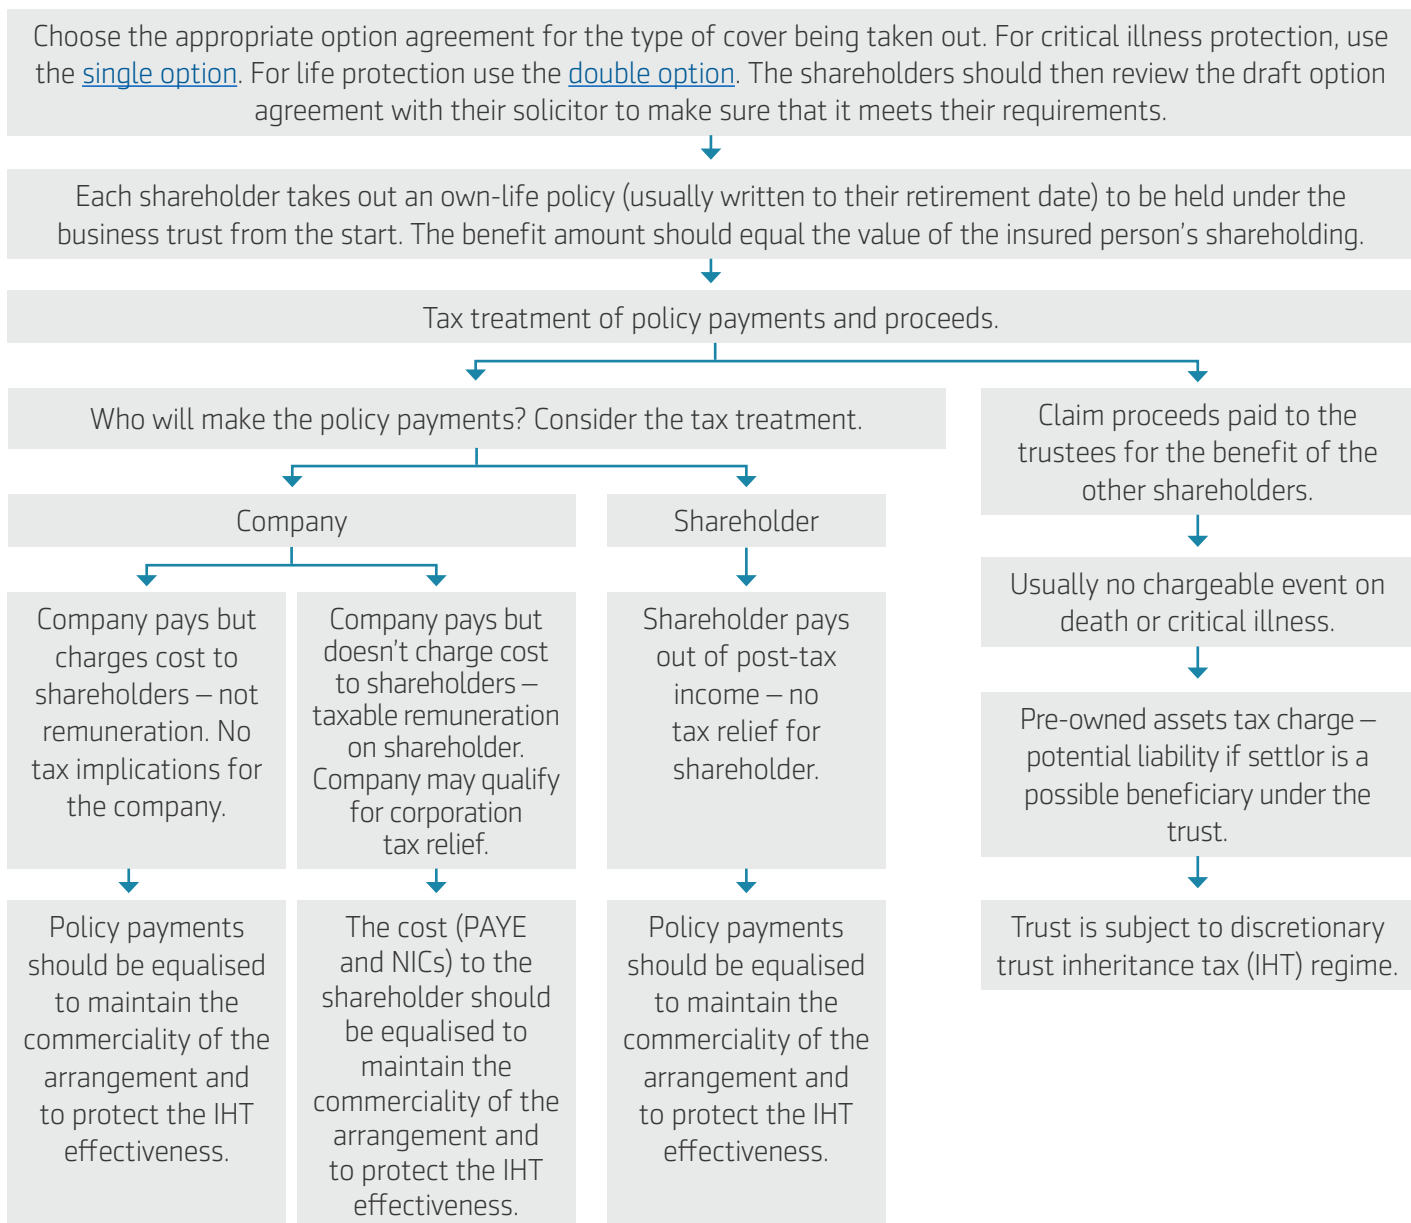 Choose the appropriate option agreement for the type of cover being taken out. For critical illness protection, use
the single option. For life protection use the double option. The shareholders should then review the draft option
agreement with their solicitor to make sure that it meets their requirements.
Each shareholder takes out an own-life policy (usually written to their retirement date) to be held under the
business trust from the start. The benefit amount should equal the value of the insured person’s shareholding.
Tax treatment of policy payments and proceeds.
Who will make the policy payments? Consider the tax treatment.
Company
Shareholder
Company pays but
charges cost to
shareholders – not
remuneration. No
tax implications for
the company.
Company pays but
doesn’t charge cost
to shareholders –
taxable remuneration
on shareholder.
Company may qualify
for corporation
tax relief.
Shareholder pays
out of post-tax
income – no
tax relief for
shareholder.
Policy payments
should be equalised
to maintain the
commerciality of the
arrangement and
to protect the IHT
effectiveness.
The cost (PAYE
and NICs) to the
shareholder should
be equalised to
maintain the
commerciality of the
arrangement and
to protect the IHT
effectiveness.
Policy payments
should be equalised
to maintain the
commerciality of the
arrangement and
to protect the IHT
effectiveness.
Claim proceeds paid to the
trustees for the benefit of the
other shareholders.
Usually no chargeable event on
death or critical illness.
Pre-owned assets tax charge –
potential liability if settlor is a
possible beneficiary under the
trust.
Trust is subject to discretionary
trust inheritance tax (IHT) regime.